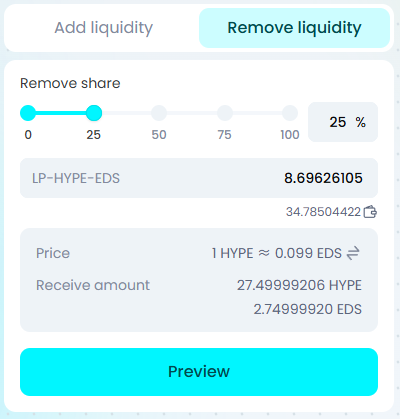 Add liquidity Remove liquidity
Remove share
25 %
0 25 50 75 100
LP-HYPE-EDS 8.69626105
34.78504422
Price 1 HYPE ≈ 0.099 EDS
Receive amount 27.49999206 HYPE
2.74999920 EDS
Preview